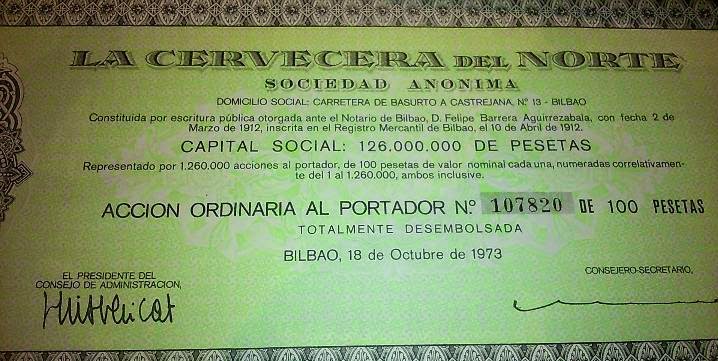 LA CERVECERA DEL NORTE
SOCIEDAD ANONIMA
DOMICILIO SOCIAL: CARRETERA DE BASURTO A CASTREJANA, N.º 13 - BILBAO
Constituida por escritura pública otorgada ante el Notario de Bilbao, D. Felipe Barrera Aguirrezabala, con fecha 2 de
Marzo de 1912, inscrita en el Registro Mercantil de Bilbao, el 10 de Abril de 1912.
CAPITAL SOCIAL: 126.000.000 DE PESETAS
Representado por 1.260.000 acciones al portador, de 100 pesetas de valor nominal cada una, numeradas correlativamen-
te del 1 al 1.260.000, ambos inclusive.
ACCION ORDINARIA AL PORTADOR N.º 107820 DE 100 PESETAS
TOTALMENTE DESEMBOLSADA
BILBAO, 18 de Octubre de 1973
EL PRESIDENTE DEL
CONSEJO DE ADMINISTRACION,
CONSEJERO-SECRETARIO,